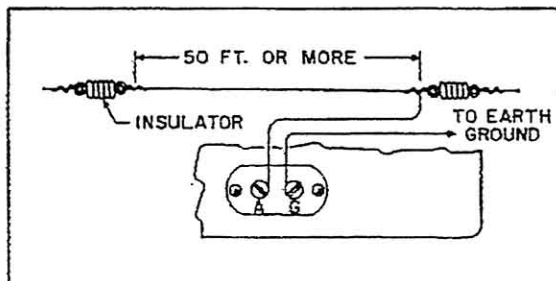 50 FT. OR MORE
INSULATOR
TO EARTH
GROUND
A G